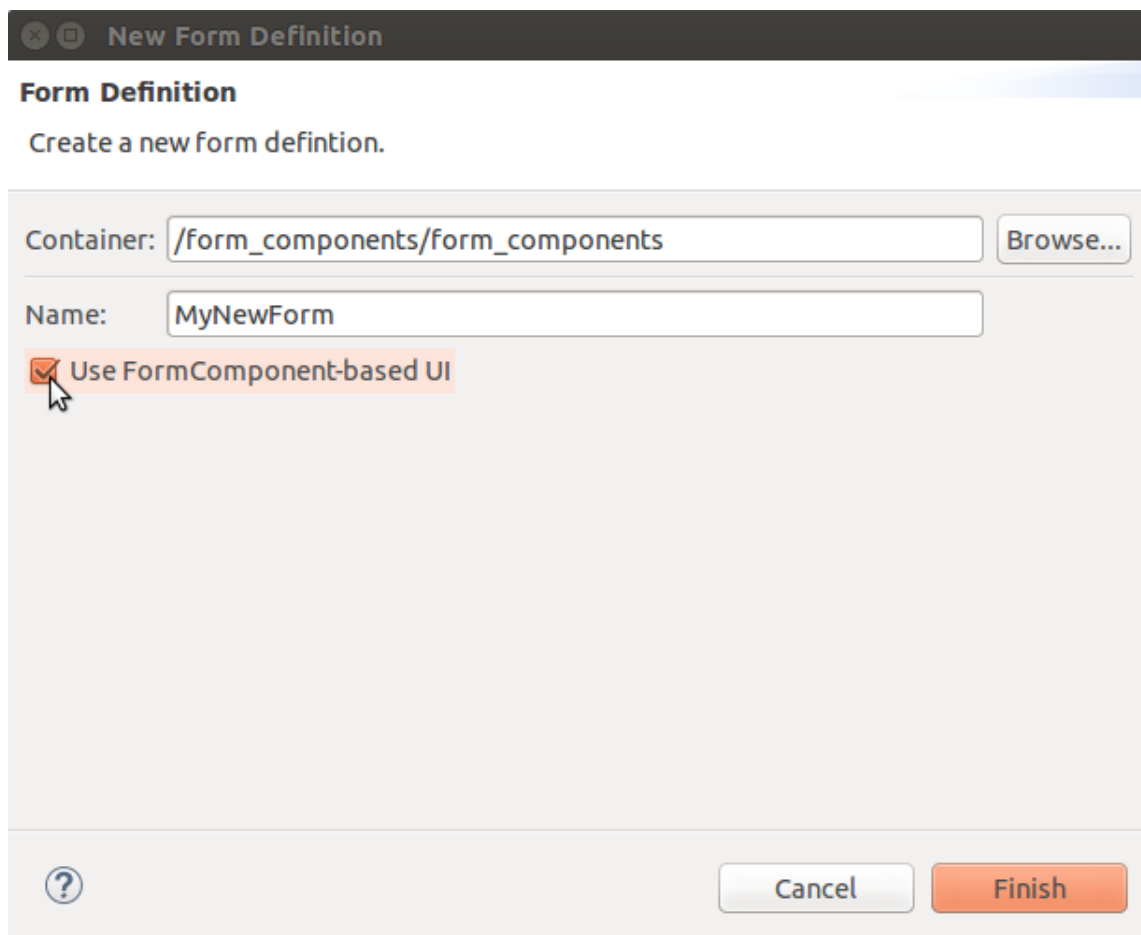 New Form Definition
Form Definition
Create a new form defintion.
Container: /form_components/form_components Browse...
Name: MyNewForm
Use FormComponent-based UI
? Cancel Finish